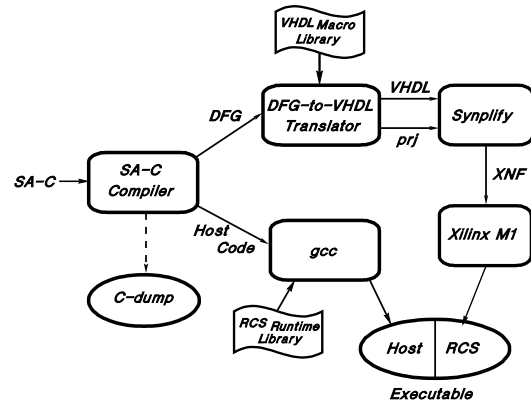 VHDL Macro
Library
DFG
DFG-to-VHDL
Translator
VHDL
prj
Synplify
SA-C
SA-C
Compiler
XNF
Host
Code
gcc
Xilinx M1
C-dump
RCS Runtime
Library
Host
RCS
Executable